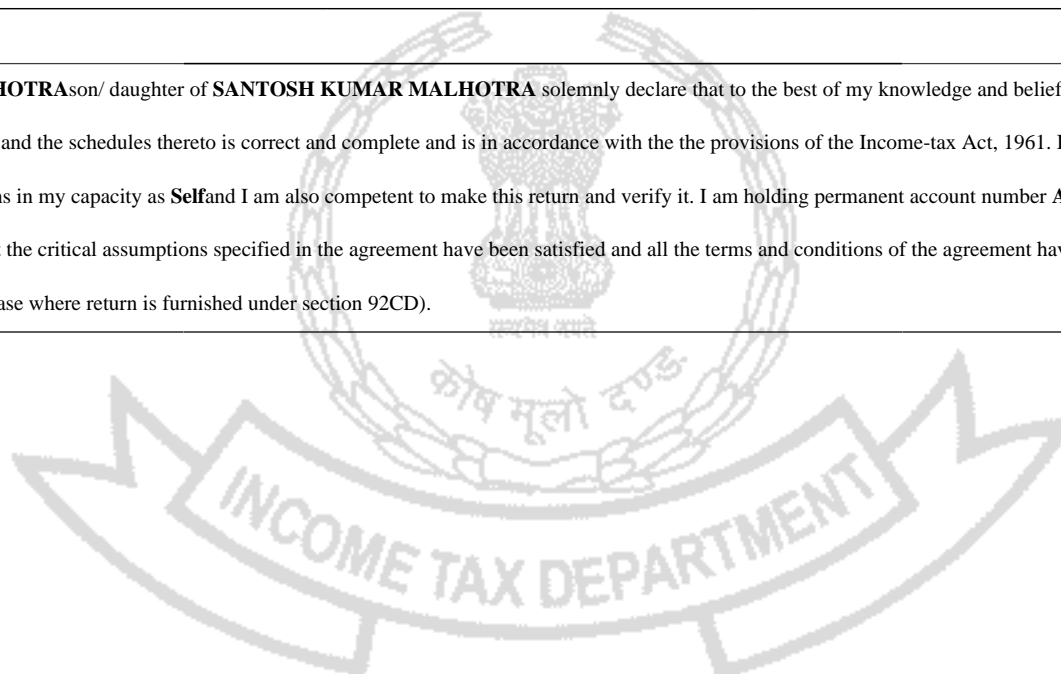 HOTRAson/ daughter of SANTOSH KUMAR MALHOTRA solemnly declare that to the best of my knowledge and belief
and the schedules thereto is correct and complete and is in accordance with the the provisions of the Income-tax Act, 1961. I
in my capacity as Selfand I am also competent to make this return and verify it. I am holding permanent account number A
the critical assumptions specified in the agreement have been satisfied and all the terms and conditions of the agreement
where return is furnished under section 92CD).
सत्यमेव जयते
कोष मूलो दण्डः
INCOME TAX DEPARTMENT